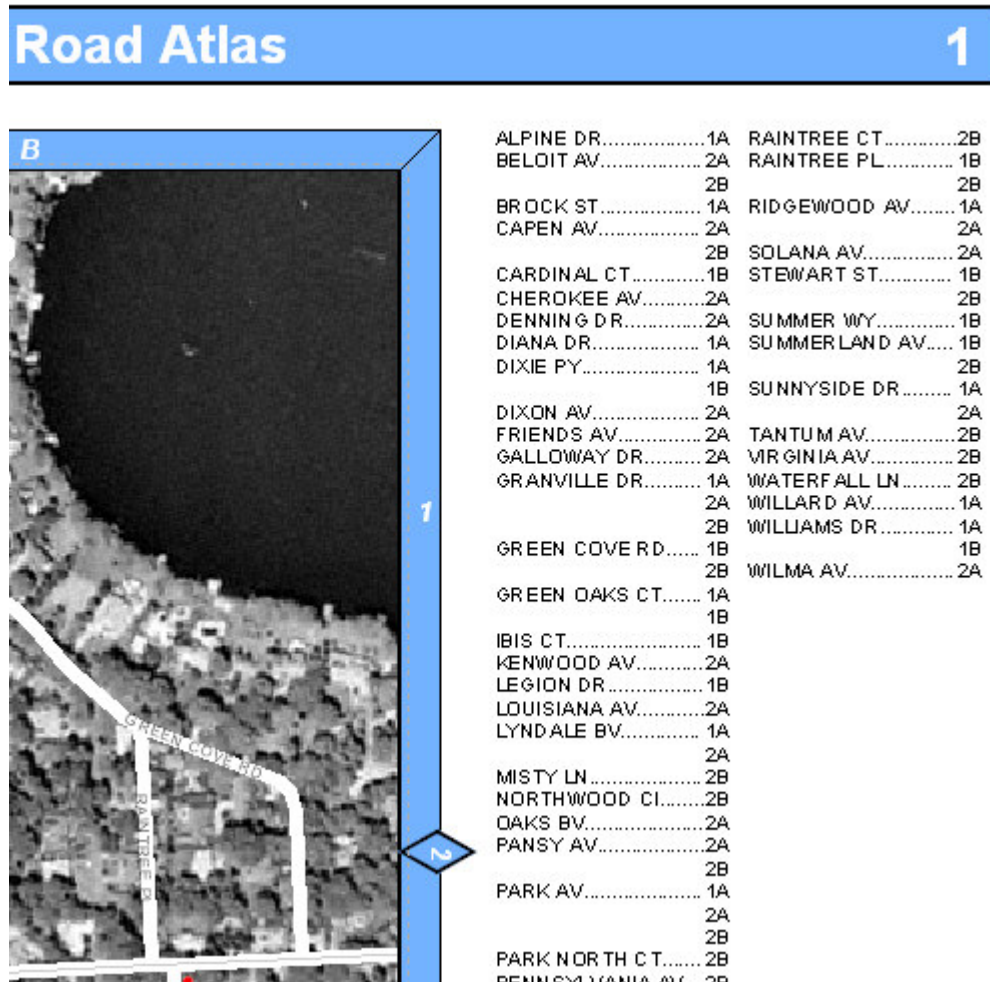 Road Atlas 1
B
1
2
GREEN COVE RD
RAINTREE PL
ALPINE DR...................1A
BELOIT AV...................2A
2B
BROCK ST...................1A
CAPEN AV...................2A
2B
CARDINAL CT.............1B
CHEROKEE AV...........2A
DENNING DR..............2A
DIANA DR....................1A
DIXIE PY......................1A
1B
DIXON AV....................2A
FRIENDS AV...............2A
GALLOWAY DR..........2A
GRANVILLE DR..........1A
2A
2B
GREEN COVE RD......1B
2B
GREEN OAKS CT.......1A
1B
IBIS CT........................1B
KENWOOD AV............2A
LEGION DR.................1B
LOUISIANA AV............2A
LYNDALE BV..............1A
2A
MISTY LN....................2B
NORTHWOOD CI.......2B
OAKS BV.....................2A
PANSY AV...................2A
2B
PARK AV.....................1A
2A
2B
PARK NORTH CT.......2B
PENNSYLVANIA AV...2B
RAINTREE CT.............2B
RAINTREE PL.............1B
2B
RIDGEWOOD AV........1A
2A
SOLANA AV................2A
STEWART ST..............1B
2B
SUMMER WY..............1B
SUMMERLAND AV.....1B
2B
SUNNYSIDE DR.........1A
2A
TANTUM AV................2B
VIRGINIA AV................2B
WATERFALL LN.........2B
WILLARD AV...............1A
WILLIAMS DR..............1A
1B
WILMA AV....................2A